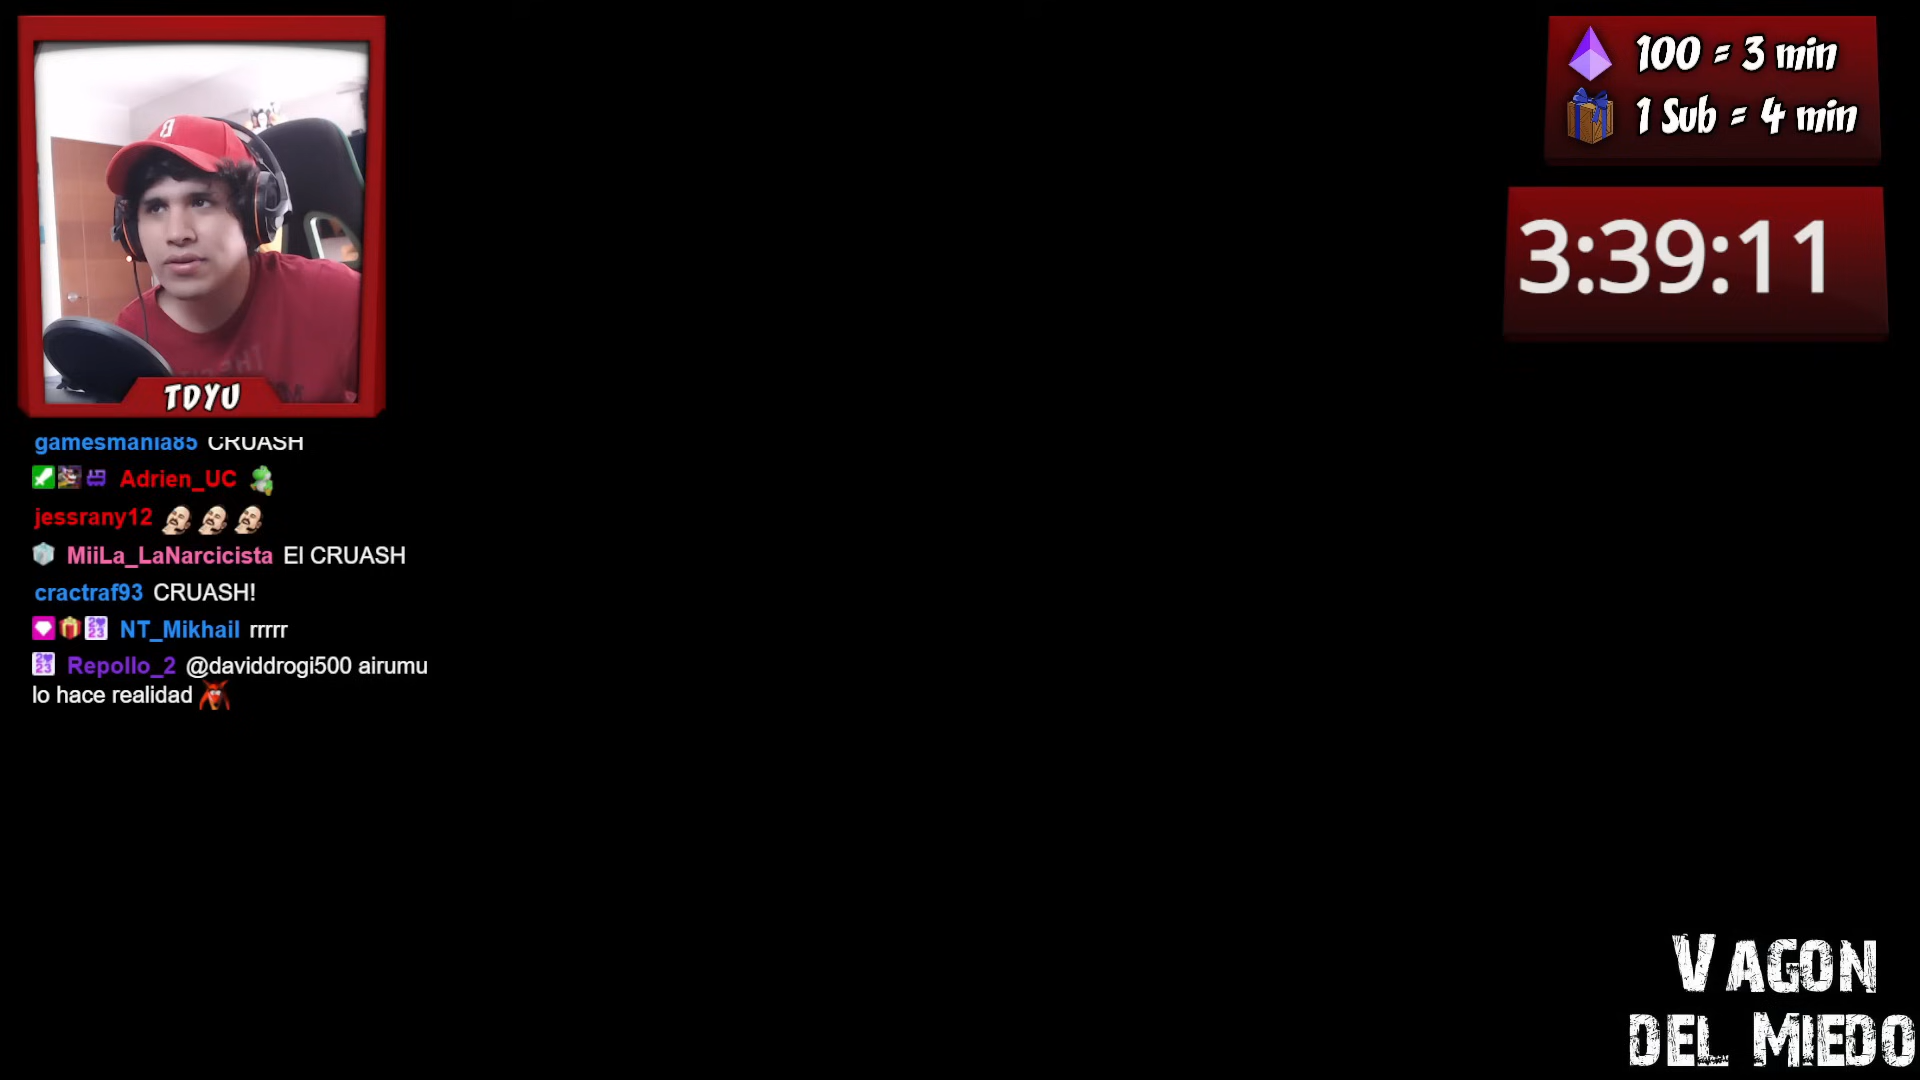 100 = 3 min
1 Sub = 4 min
3:39:11
TDYU
gamesmania85 CRUASH
Adrien_UC
jessrany12
MiiLa_LaNarcicista El CRUASH
cractraf93 CRUASH!
NT_Mikhail rrrrr
Repollo_2 @daviddrogi500 airumu
lo hace realidad
VAGON
DEL MIEDO